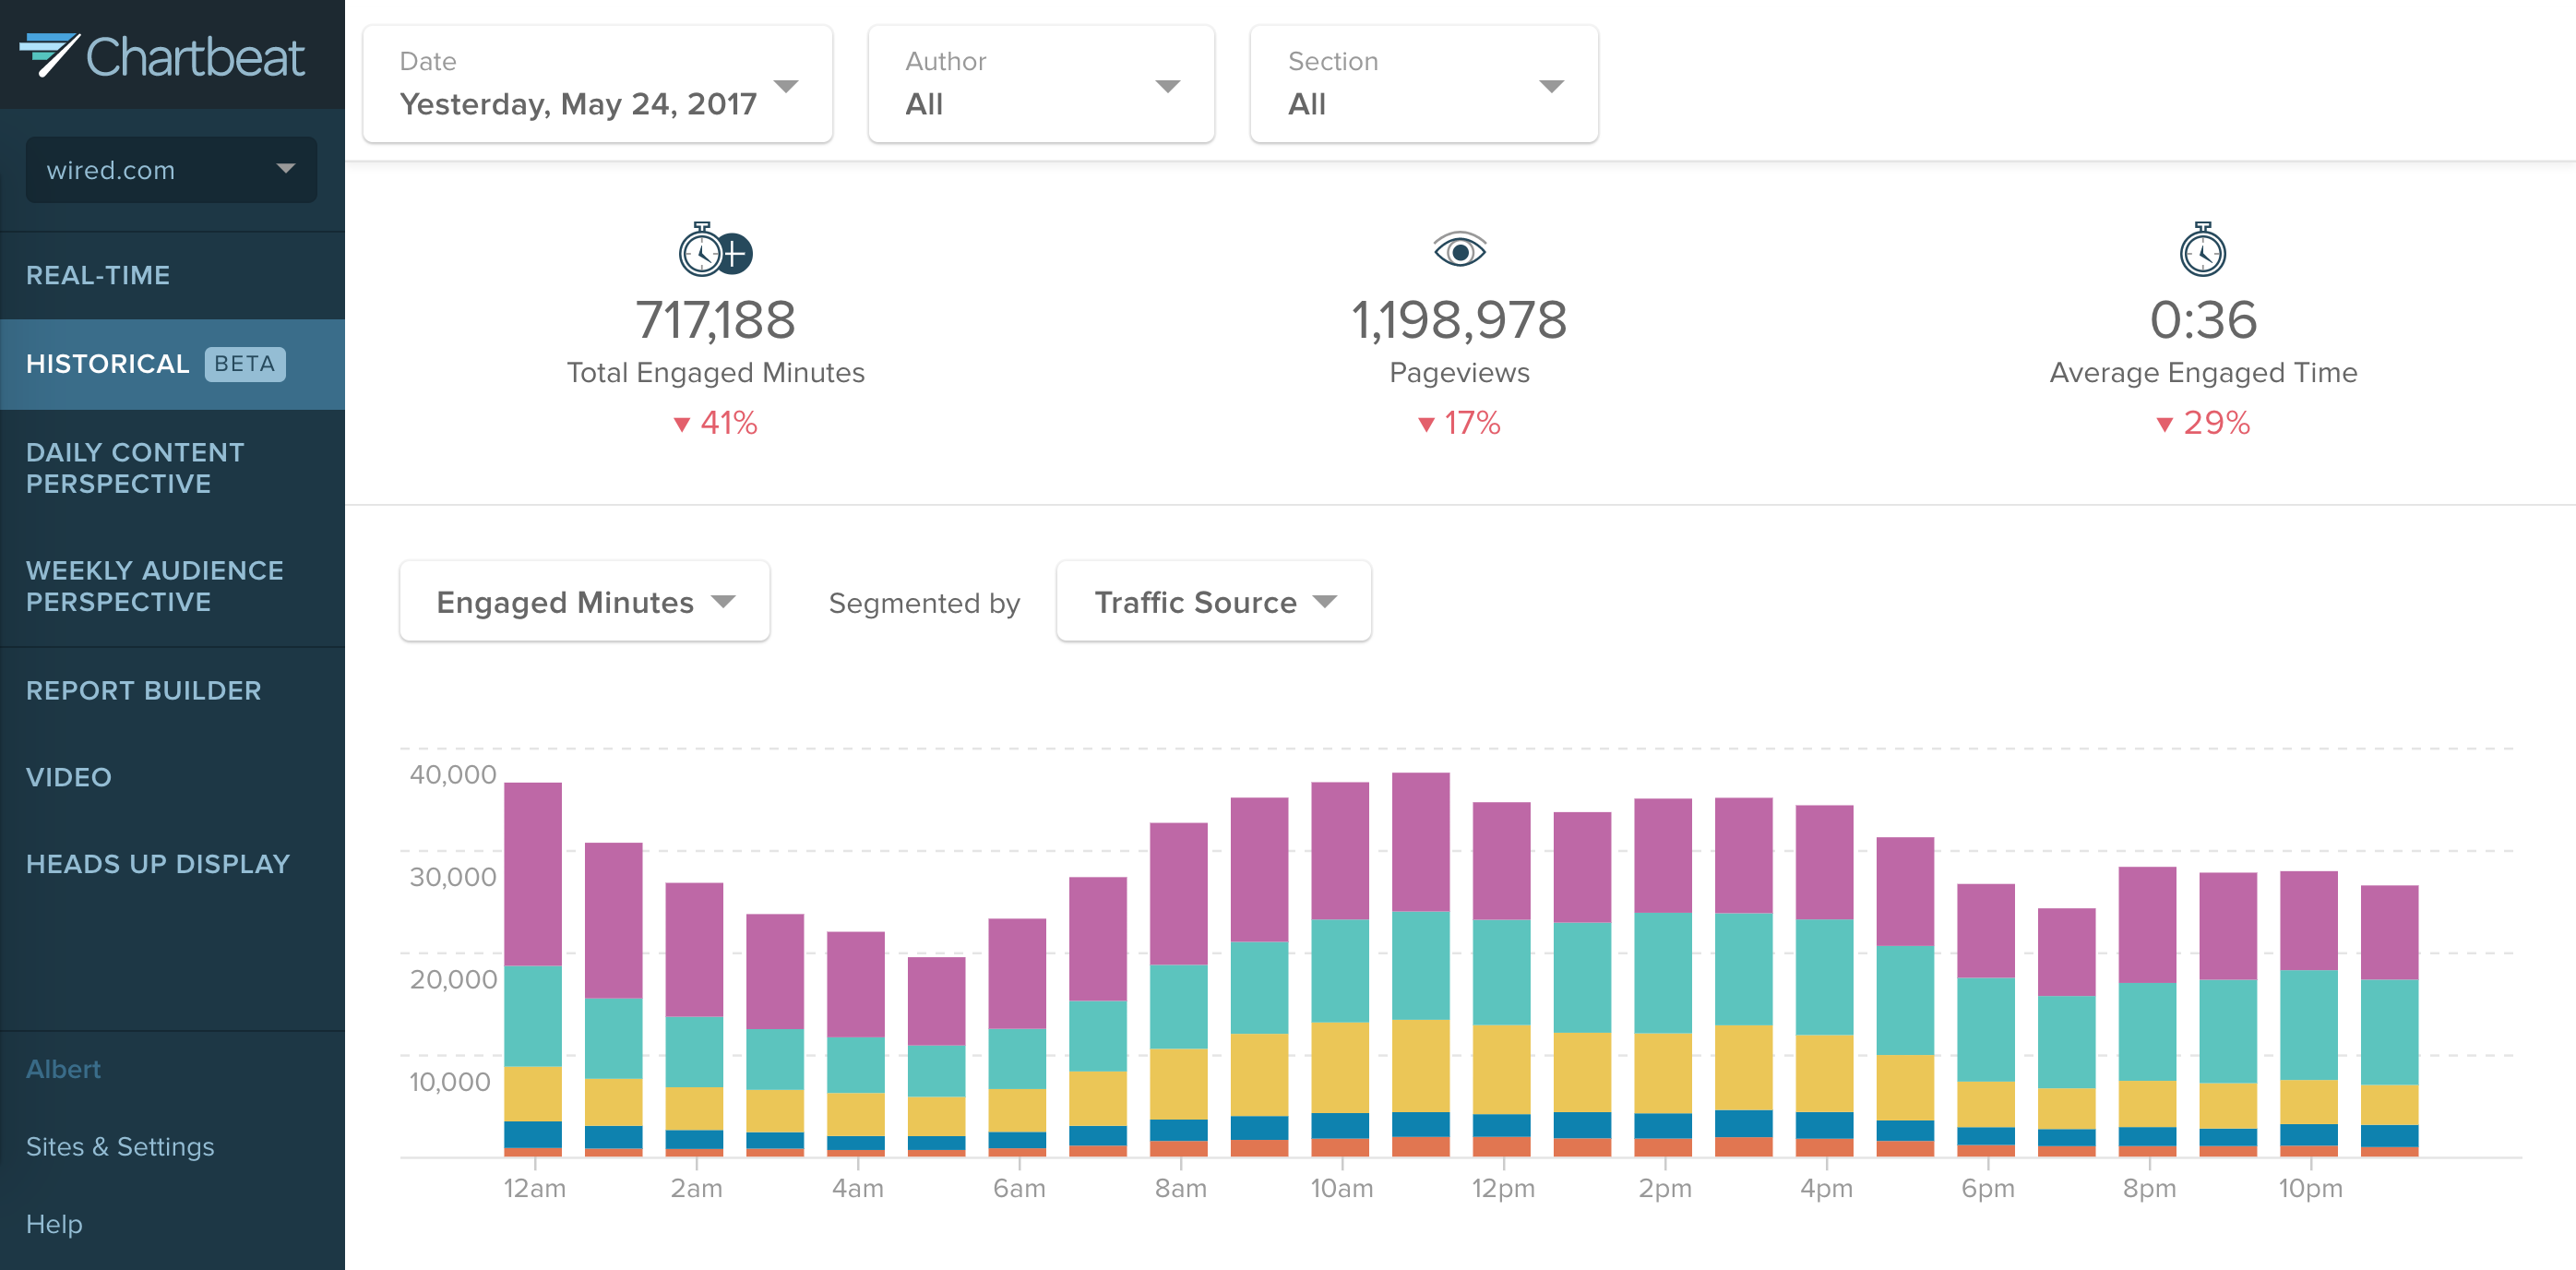 Chartbeat
wired.com
REAL-TIME
HISTORICAL BETA
DAILY CONTENT
PERSPECTIVE
WEEKLY AUDIENCE
PERSPECTIVE
REPORT BUILDER
VIDEO
HEADS UP DISPLAY
Albert
Sites & Settings
Help
Date
Yesterday, May 24, 2017
Author
All
Section
All
717,188
Total Engaged Minutes
▼ 41%
1,198,978
Pageviews
▼ 17%
0:36
Average Engaged Time
▼ 29%
Engaged Minutes Segmented by Traffic Source
40,000
30,000
20,000
10,000
12am 2am 4am 6am 8am 10am 12pm 2pm 4pm 6pm 8pm 10pm